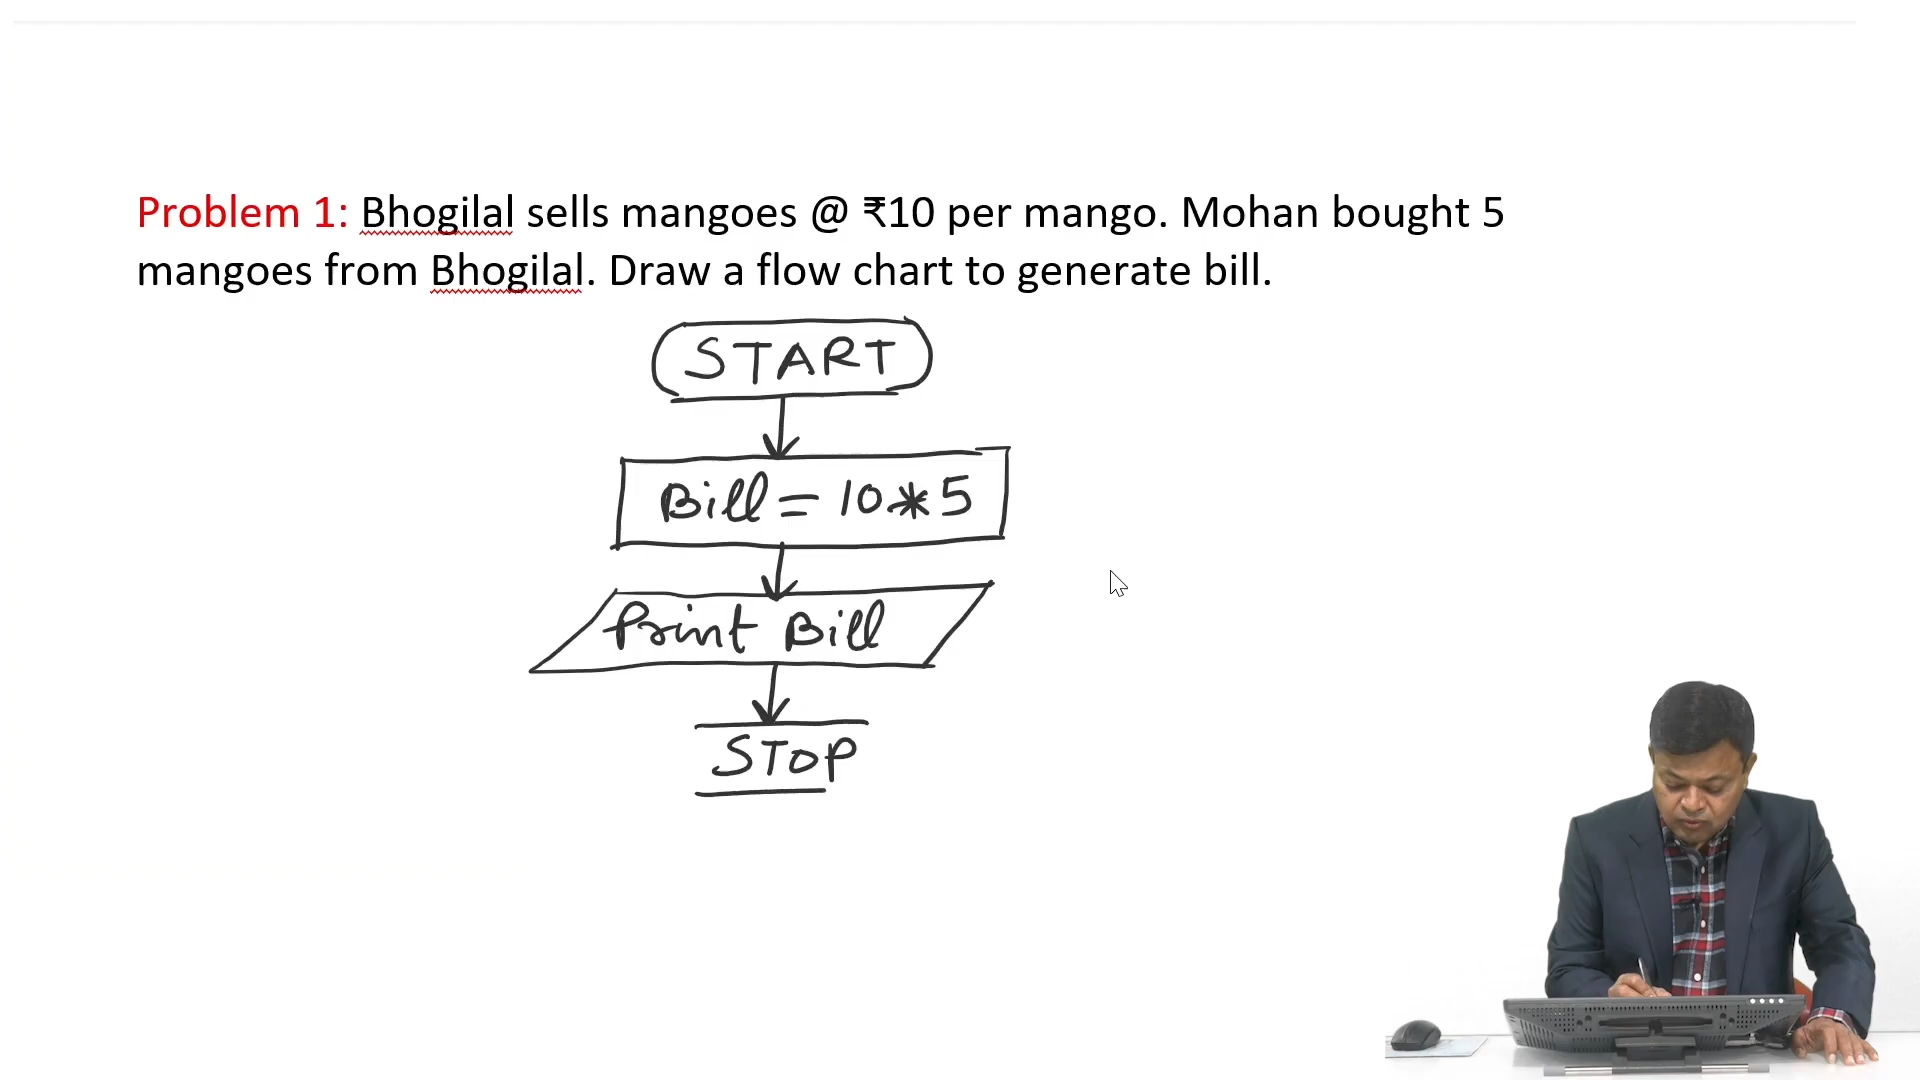 Problem 1: Bhogilal sells mangoes @ ₹10 per mango. Mohan bought 5
mangoes from Bhogilal. Draw a flow chart to generate bill.
START
Bill = 10*5
Print Bill
STOP